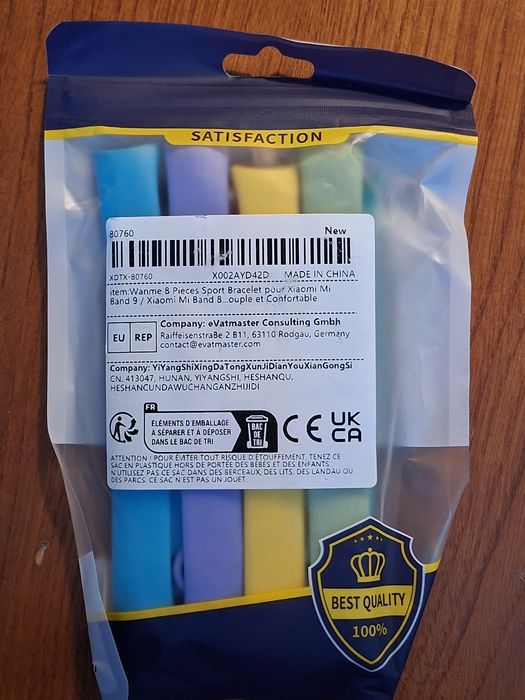 SATISFACTION
80760 New
XDTX-80760 X002AYD42D MADE IN CHINA
item:Wanme 8 Pieces Sport Bracelet pour Xiaomi Mi
Band 9 / Xiaomi Mi Band 8...ouple et Confortable
EU REP
Company: eVatmaster Consulting Gmbh
Raiffeisenstraße 2 B11, 63110 Rodgau, Germany
contact@evatmaster.com
Company: YiYangShiXingDaTongXunJiDianYouXianGongSi
CN, 413047, HUNAN, YIYANGSHI, HESHANQU,
HESHANCUNDAWUCHANGANZHIJIDI
FR
ÉLÉMENTS D'EMBALLAGE
À SÉPARER ET À DÉPOSER
DANS LE BAC DE TRI
BAC
DE
TRI
CE
UK
CA
ATTENTION ! POUR ÉVITER TOUT RISQUE D'ÉTOUFFEMENT, TENEZ CE
SAC EN PLASTIQUE HORS DE PORTÉE DES BÉBÉS ET DES ENFANTS.
N'UTILISEZ PAS CE SAC DANS DES BERCEAUX, DES LITS, DES LANDAU OU
DES PARCS. CE SAC N'EST PAS UN JOUET.
BEST QUALITY
100%